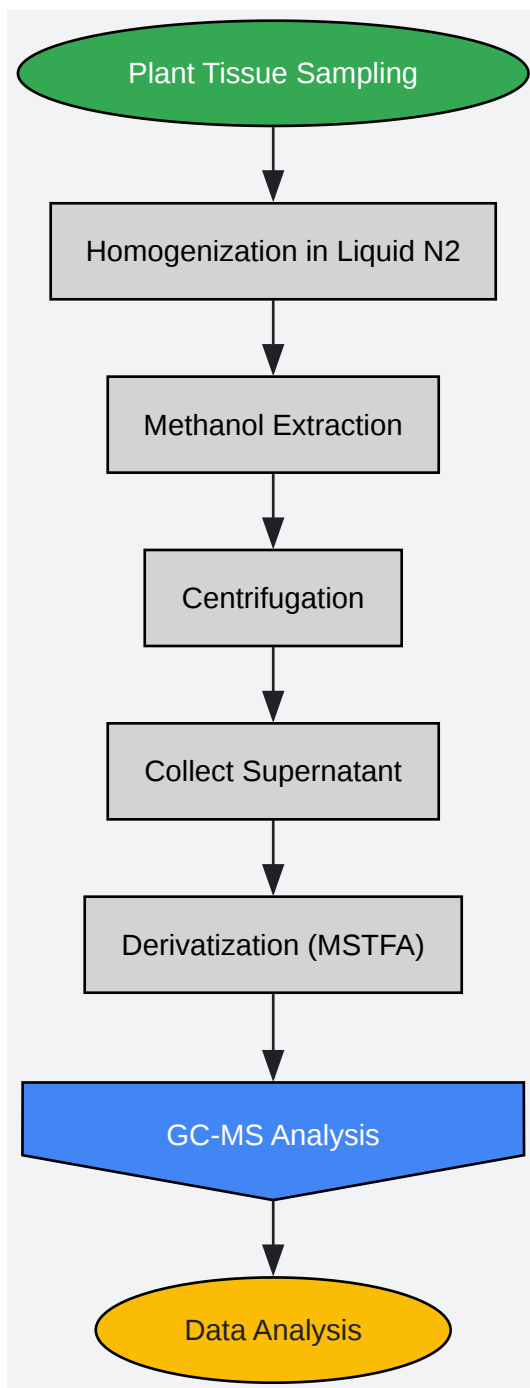 Plant Tissue Sampling
Homogenization in Liquid N2
Methanol Extraction
Centrifugation
Collect Supernatant
Derivatization (MSTFA)
GC-MS Analysis
Data Analysis